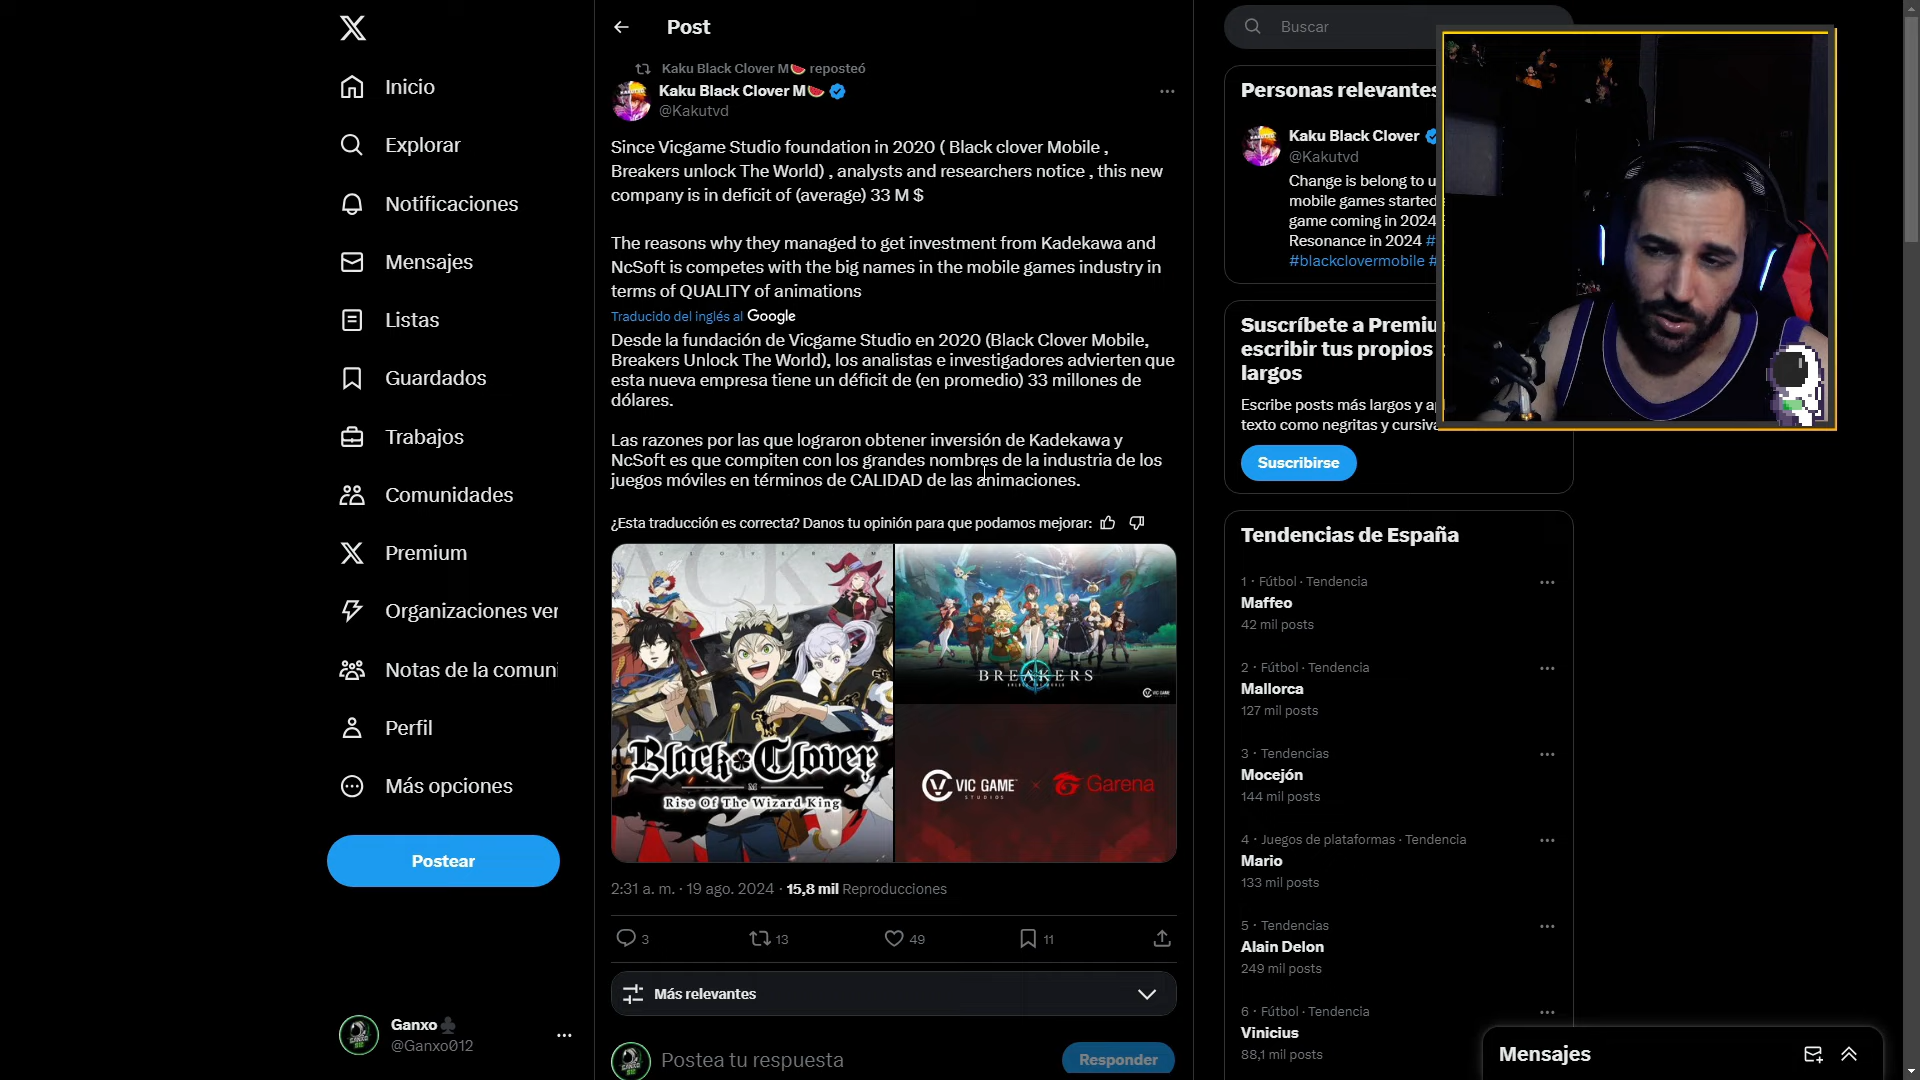 Inicio
Explorar
Notificaciones
Mensajes
Listas
Guardados
Trabajos
Comunidades
Premium
Organizaciones ver
Notas de la comuni
Perfil
Más opciones
Postear
Ganxo
@Ganxo012
Post
Kaku Black Clover M🍉 reposteó
Kaku Black Clover M🍉
@Kakutvd
Since Vicgame Studio foundation in 2020 ( Black clover Mobile ,
Breakers unlock The World) , analysts and researchers notice , this new
company is in deficit of (average) 33 M $
The reasons why they managed to get investment from Kadekawa and
NcSoft is competes with the big names in the mobile games industry in
terms of QUALITY of animations
Traducido del inglés al Google
Desde la fundación de Vicgame Studio en 2020 (Black Clover Mobile,
Breakers Unlock The World), los analistas e investigadores advierten que
esta nueva empresa tiene un déficit de (en promedio) 33 millones de
dólares.
Las razones por las que lograron obtener inversión de Kadekawa y
NcSoft es que compiten con los grandes nombres de la industria de los
juegos móviles en términos de CALIDAD de las animaciones.
¿Esta traducción es correcta? Danos tu opinión para que podamos mejorar:
Black Clover
M
Rise Of The Wizard King
BREAKERS
UNLOCK THE WORLD
VIC GAME
VIC GAME
STUDIOS
×
Garena
2:31 a. m. · 19 ago. 2024 · 15,8 mil Reproducciones
3
13
49
11
Más relevantes
Postea tu respuesta
Responder
Buscar
Personas relevantes
Kaku Black Clover
@Kakutvd
Change is belong to u
mobile games started
game coming in 2024
Resonance in 2024 #
#blackclovermobile #
Suscríbete a Premiu
escribir tus propios
largos
Escribe posts más largos y a
texto como negritas y cursiva
Suscribirse
Tendencias de España
1 · Fútbol · Tendencia
Maffeo
42 mil posts
2 · Fútbol · Tendencia
Mallorca
127 mil posts
3 · Tendencias
Mocejón
144 mil posts
4 · Juegos de plataformas · Tendencia
Mario
133 mil posts
5 · Tendencias
Alain Delon
249 mil posts
6 · Fútbol · Tendencia
Vinicius
88,1 mil posts
Mensajes